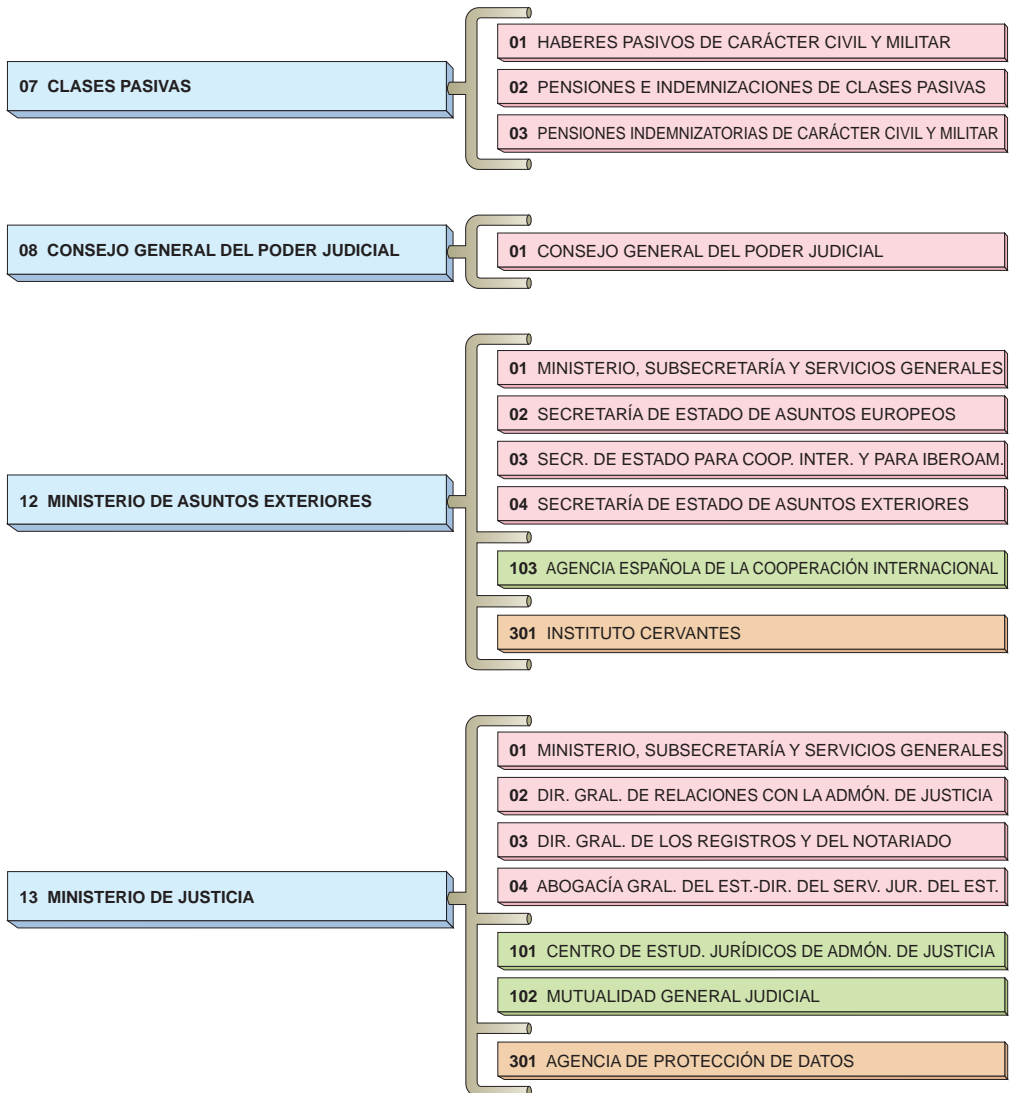 07 CLASES PASIVAS
01 HABERES PASIVOS DE CARÁCTER CIVIL Y MILITAR
02 PENSIONES E INDEMNIZACIONES DE CLASES PASIVAS
03 PENSIONES INDEMNIZATORIAS DE CARÁCTER CIVIL Y MILITAR
08 CONSEJO GENERAL DEL PODER JUDICIAL
01 CONSEJO GENERAL DEL PODER JUDICIAL
12 MINISTERIO DE ASUNTOS EXTERIORES
01 MINISTERIO, SUBSECRETARÍA Y SERVICIOS GENERALES
02 SECRETARÍA DE ESTADO DE ASUNTOS EUROPEOS
03 SECR. DE ESTADO PARA COOP. INTER. Y PARA IBEROAM.
04 SECRETARÍA DE ESTADO DE ASUNTOS EXTERIORES
103 AGENCIA ESPAÑOLA DE LA COOPERACIÓN INTERNACIONAL
301 INSTITUTO CERVANTES
13 MINISTERIO DE JUSTICIA
01 MINISTERIO, SUBSECRETARÍA Y SERVICIOS GENERALES
02 DIR. GRAL. DE RELACIONES CON LA ADMÓN. DE JUSTICIA
03 DIR. GRAL. DE LOS REGISTROS Y DEL NOTARIADO
04 ABOGACÍA GRAL. DEL EST.-DIR. DEL SERV. JUR. DEL EST.
101 CENTRO DE ESTUD. JURÍDICOS DE ADMÓN. DE JUSTICIA
102 MUTUALIDAD GENERAL JUDICIAL
301 AGENCIA DE PROTECCIÓN DE DATOS